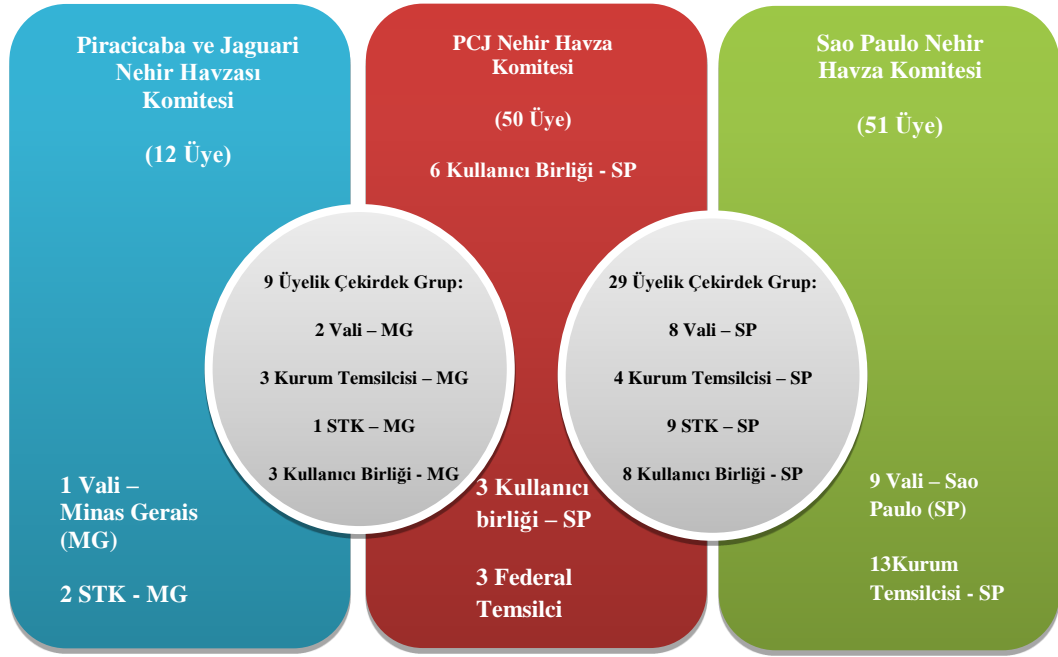 Piracicaba ve Jaguari
Nehir Havzası
Komitesi
(12 Üye)
1 Vali –
Minas Gerais
(MG)
2 STK - MG
9 Üyelik Çekirdek Grup:
2 Vali – MG
3 Kurum Temsilcisi – MG
1 STK – MG
3 Kullanıcı Birliği - MG
PCJ Nehir Havza
Komitesi
(50 Üye)
6 Kullanıcı Birliği - SP
3 Kullanıcı
birliği – SP
3 Federal
Temsilci
29 Üyelik Çekirdek Grup:
8 Vali – SP
4 Kurum Temsilcisi – SP
9 STK – SP
8 Kullanıcı Birliği - SP
Sao Paulo Nehir
Havza Komitesi
(51 Üye)
9 Vali – Sao
Paulo (SP)
13Kurum
Temsilcisi - SP